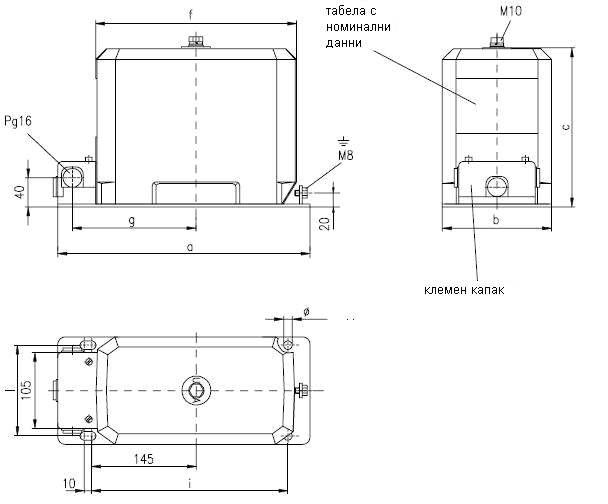 f
табела с
номинални
данни
M10
Pg16
M8
c
40
20
g
a
b
клемен капак
ø
l
105
145
10
i